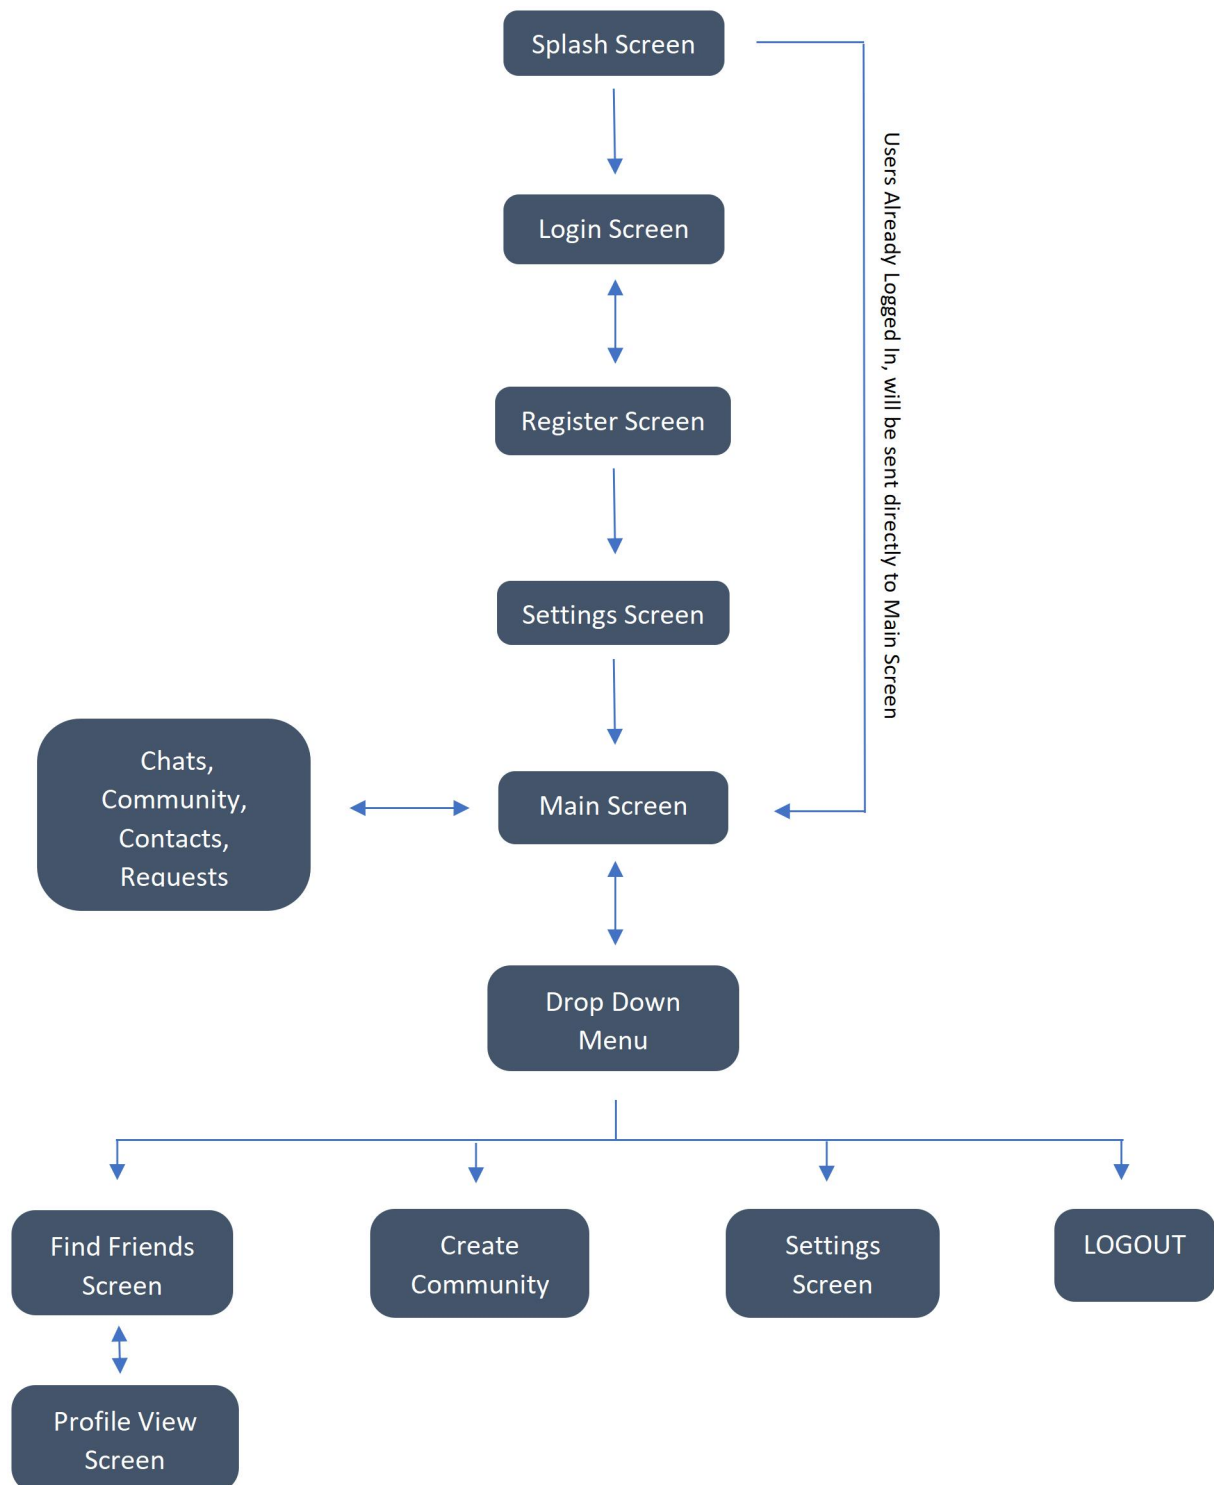 Splash Screen
Users Already Logged In, will be sent directly to Main Screen
Login Screen
Register Screen
Settings Screen
Chats,
Community,
Contacts,
Requests
Main Screen
Drop Down
Menu
Find Friends
Screen
Create
Community
Settings
Screen
LOGOUT
Profile View
Screen